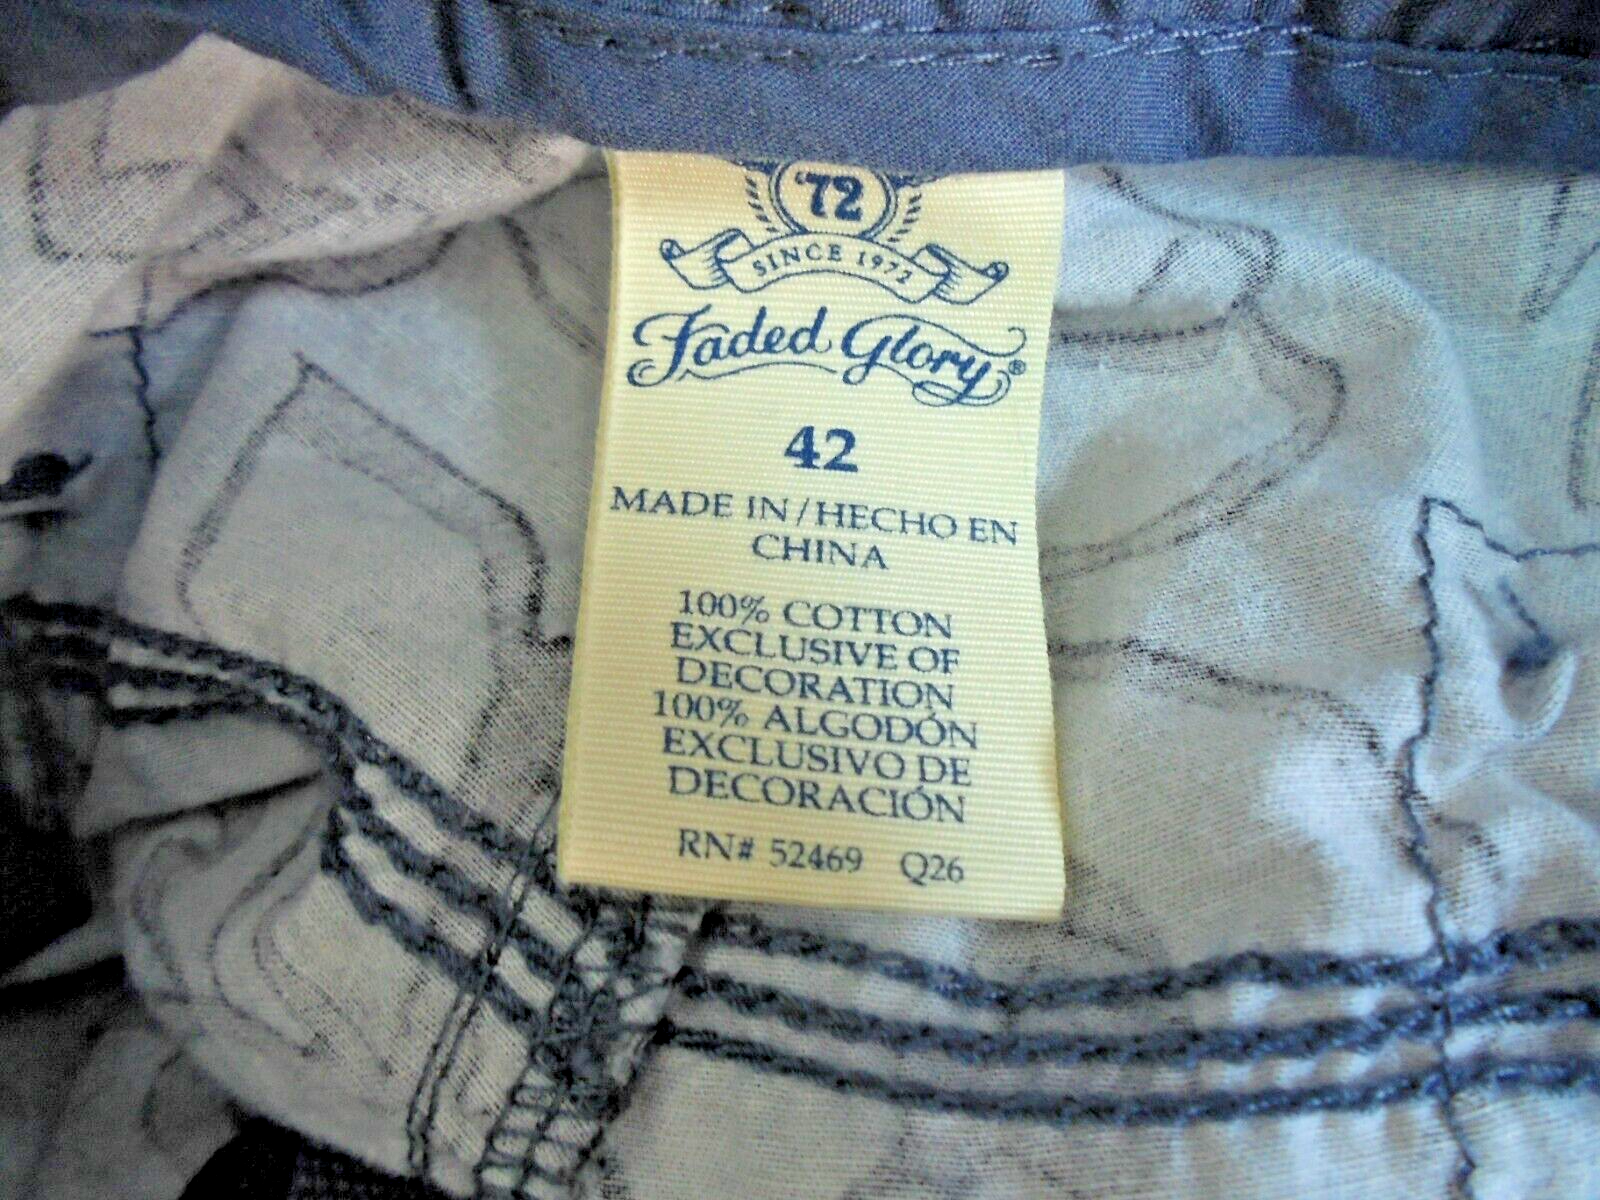 '72
SINCE 1972
Faded Glory®
42
MADE IN/HECHO EN
CHINA
100% COTTON
EXCLUSIVE OF
DECORATION
100% ALGODÓN
EXCLUSIVO DE
DECORACIÓN
RN# 52469 Q26